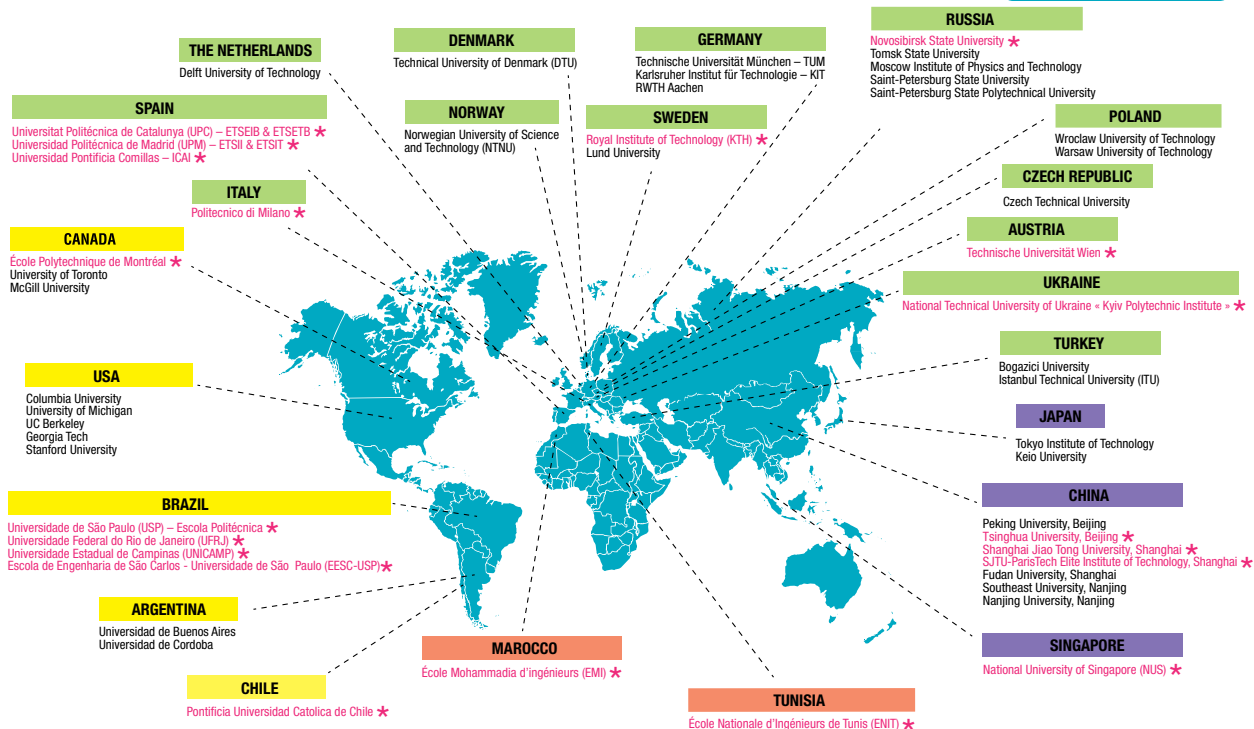 THE NETHERLANDS
Delft University of Technology
DENMARK
Technical University of Denmark (DTU)
GERMANY
Technische Universität München – TUM
Karlsruher Institut für Technologie – KIT
RWTH Aachen
RUSSIA
Novosibirsk State University *
Tomsk State University
Moscow Institute of Physics and Technology
Saint-Petersburg State University
Saint-Petersburg State Polytechnical University
SPAIN
Universitat Politécnica de Catalunya (UPC) – ETSEIB & ETSETB *
Universidad Politécnica de Madrid (UPM) – ETSII & ETSIT *
Universidad Pontificia Comillas – ICAI *
NORWAY
Norwegian University of Science
and Technology (NTNU)
SWEDEN
Royal Institute of Technology (KTH) *
Lund University
POLAND
Wroclaw University of Technology
Warsaw University of Technology
ITALY
Politecnico di Milano *
CZECH REPUBLIC
Czech Technical University
CANADA
École Polytechnique de Montréal *
University of Toronto
McGill University
AUSTRIA
Technische Universität Wien *
UKRAINE
National Technical University of Ukraine « Kyiv Polytechnic Institute » *
TURKEY
Bogazici University
Istanbul Technical University (ITU)
USA
Columbia University
University of Michigan
UC Berkeley
Georgia Tech
Stanford University
JAPAN
Tokyo Institute of Technology
Keio University
BRAZIL
Universidade de São Paulo (USP) – Escola Politécnica *
Universidade Federal do Rio de Janeiro (UFRJ) *
Universidade Estadual de Campinas (UNICAMP) *
Escola de Engenharia de São Carlos - Universidade de São Paulo (EESC-USP) *
CHINA
Peking University, Beijing
Tsinghua University, Beijing *
Shanghai Jiao Tong University, Shanghai *
SJTU-ParisTech Elite Institute of Technology, Shanghai *
Fudan University, Shanghai
Southeast University, Nanjing
Nanjing University, Nanjing
ARGENTINA
Universidad de Buenos Aires
Universidad de Cordoba
MAROCCO
École Mohammadia d'ingénieurs (EMI) *
SINGAPORE
National University of Singapore (NUS) *
CHILE
Pontificia Universidad Catolica de Chile *
TUNISIA
École Nationale d'Ingénieurs de Tunis (ENIT) *